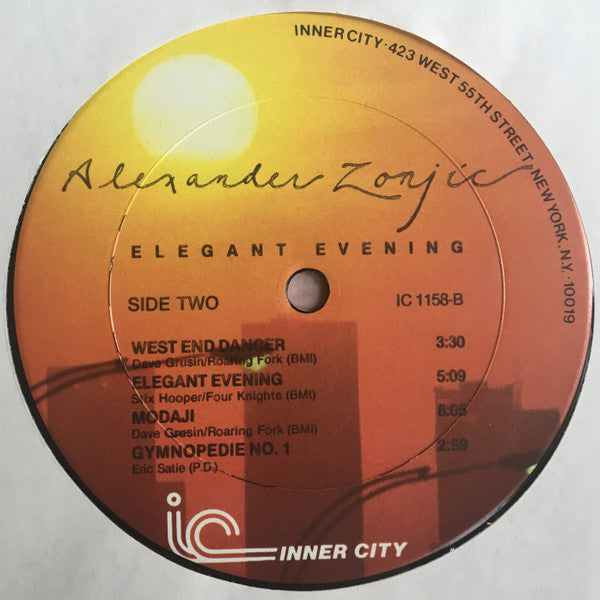 INNER CITY · 423 WEST 55TH STREET, NEW YORK, N.Y. · 10019
Alexander Zonjic
ELEGANT EVENING
SIDE TWO IC 1158-B
WEST END DANCER 3:30
Dave Grusin/Roaring Fork (BMI)
ELEGANT EVENING 5:09
Stix Hooper/Four Knights (BMI)
MODAJI 8:05
Dave Grusin/Roaring Fork (BMI)
GYMNOPEDIE NO. 1 2:59
Eric Satie (P.D.)
ic INNER CITY